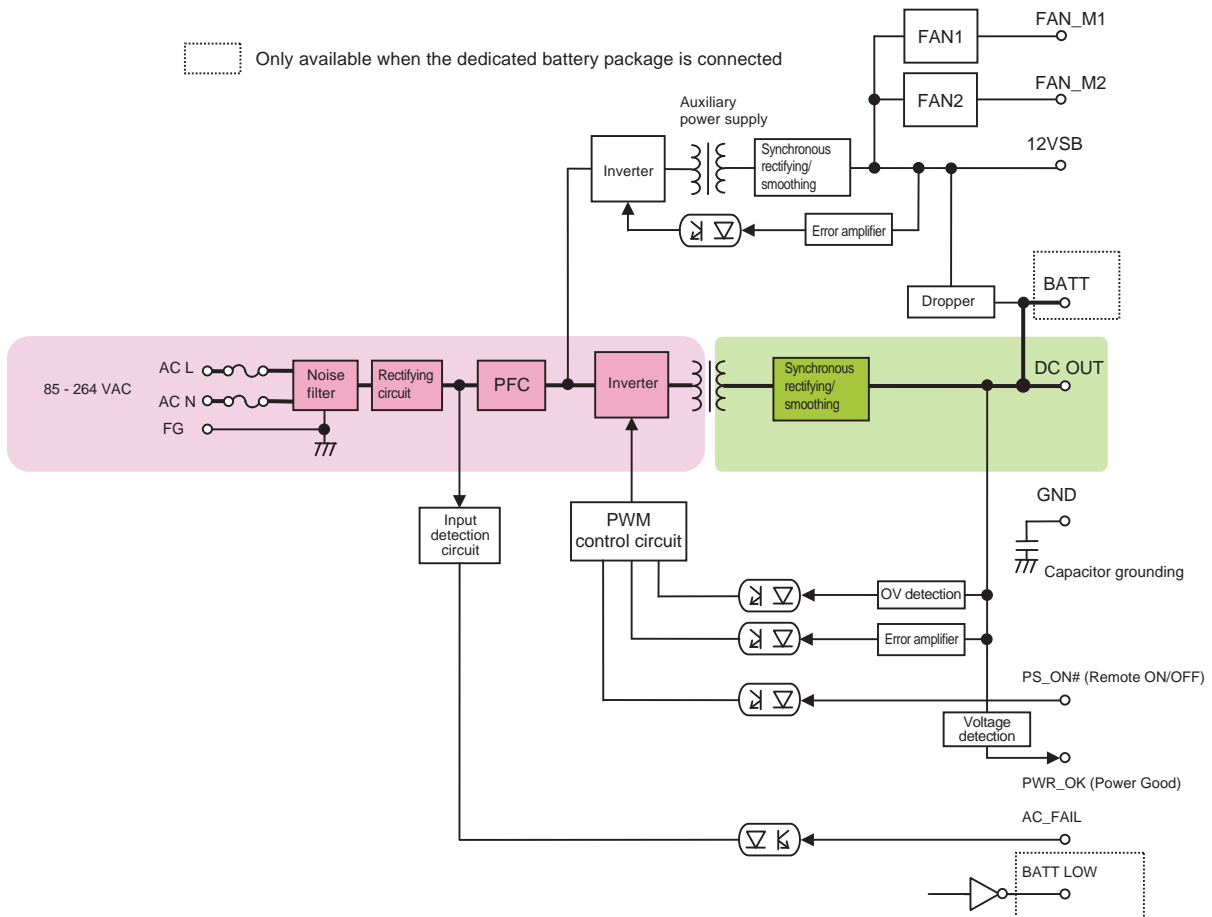 FAN_M1
FAN1
Only available when the dedicated battery package is connected
FAN_M2
FAN2
Auxiliary
power supply
12VSB
Inverter
Synchronous
rectifying/
smoothing
Error amplifier
BATT
Dropper
DC OUT
85 - 264 VAC
AC L
AC N
FG
Noise
filter
Rectifying
circuit
PFC
Inverter
Synchronous
rectifying/
smoothing
GND
Capacitor grounding
Input
detection
circuit
PWM
control circuit
OV detection
Error amplifier
PS_ON# (Remote ON/OFF)
Voltage
detection
PWR_OK (Power Good)
AC_FAIL
BATT LOW